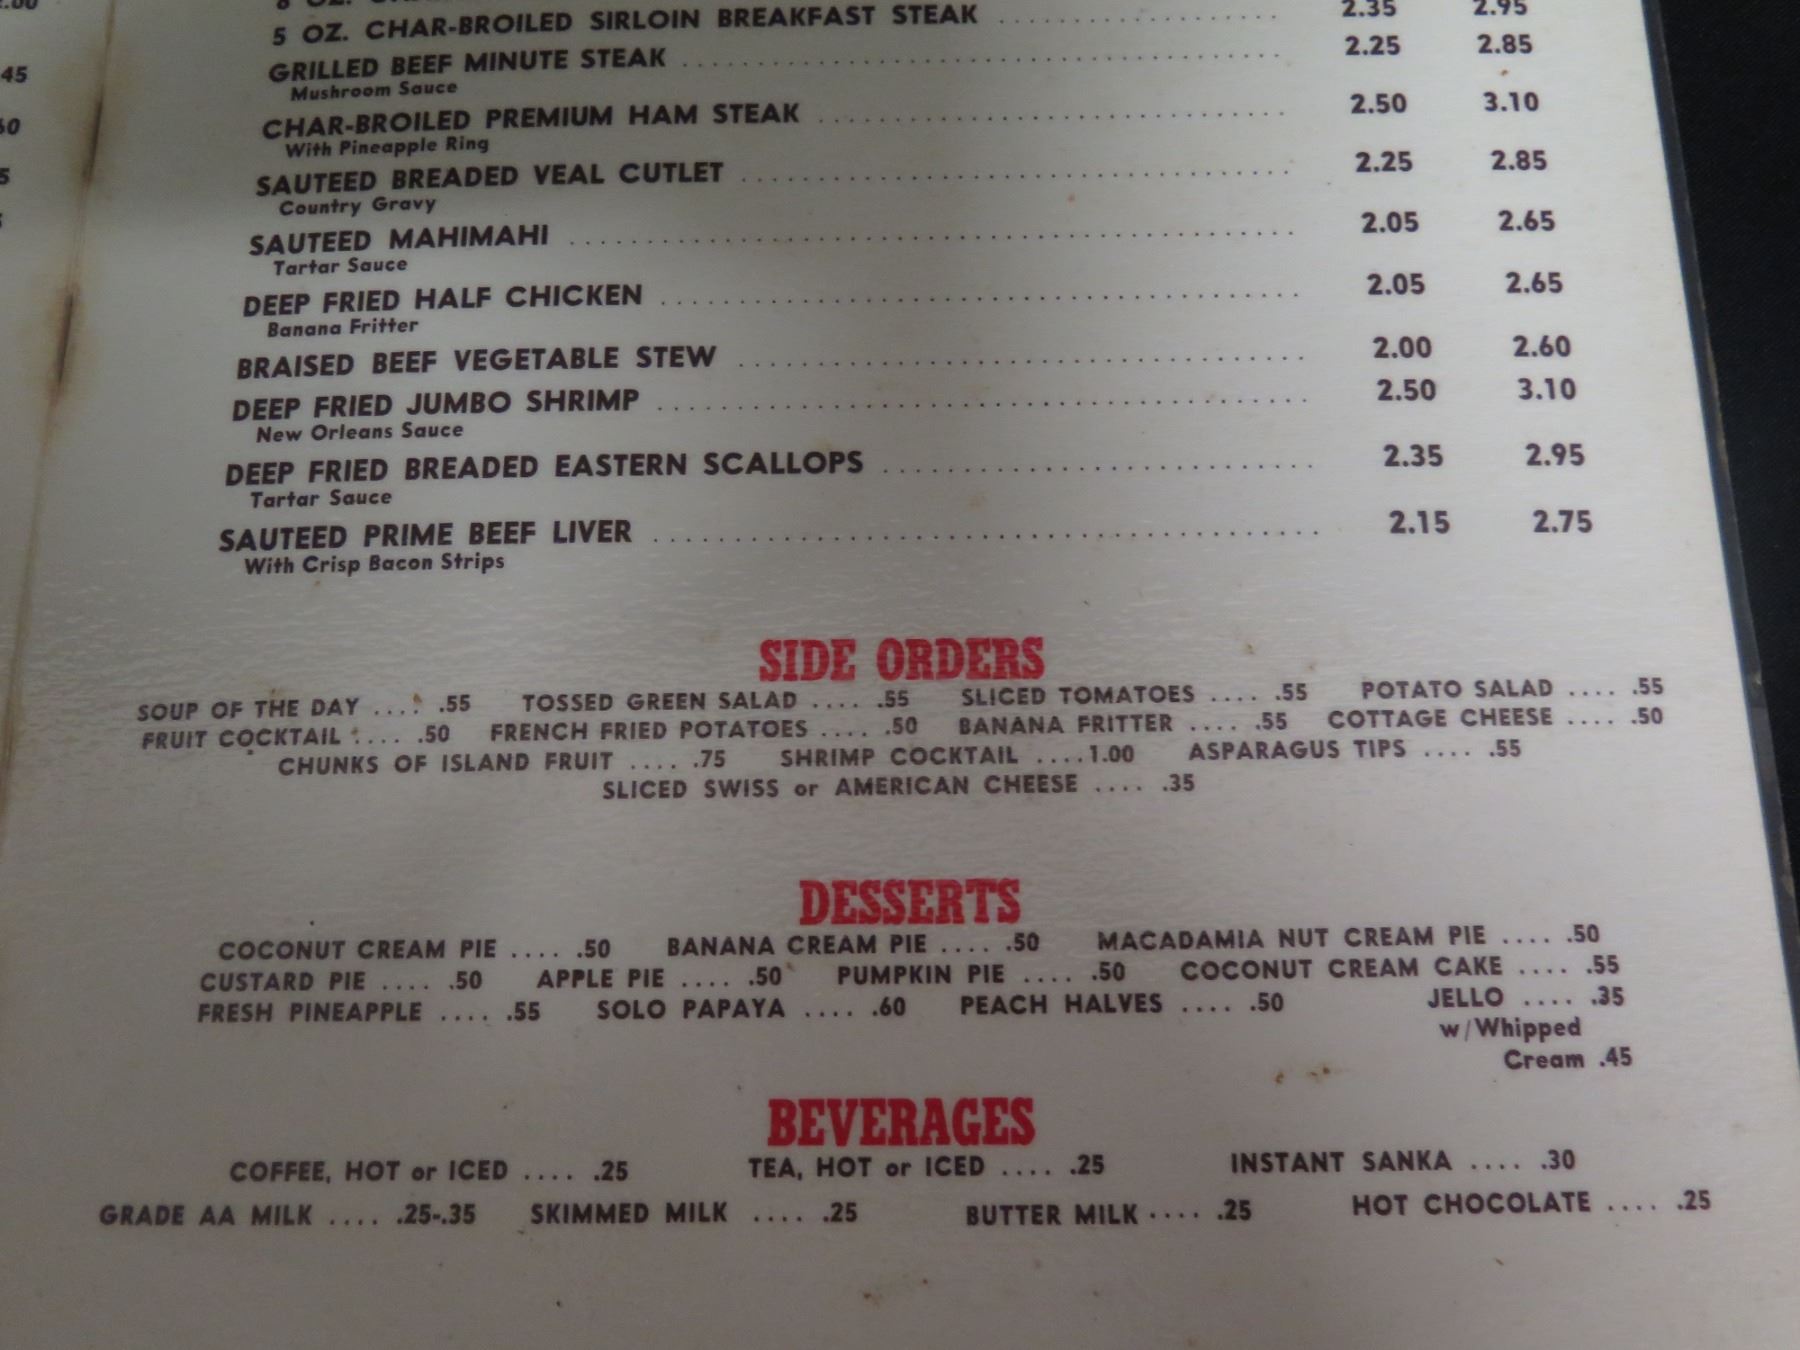 5 OZ. CHAR-BROILED SIRLOIN BREAKFAST STEAK .... 2.35 2.95
GRILLED BEEF MINUTE STEAK .... 2.25 2.85
Mushroom Sauce
CHAR-BROILED PREMIUM HAM STEAK .... 2.50 3.10
With Pineapple Ring
SAUTEED BREADED VEAL CUTLET .... 2.25 2.85
Country Gravy
SAUTEED MAHIMAHI .... 2.05 2.65
Tartar Sauce
DEEP FRIED HALF CHICKEN .... 2.05 2.65
Banana Fritter
BRAISED BEEF VEGETABLE STEW .... 2.00 2.60
DEEP FRIED JUMBO SHRIMP .... 2.50 3.10
New Orleans Sauce
DEEP FRIED BREADED EASTERN SCALLOPS .... 2.35 2.95
Tartar Sauce
SAUTEED PRIME BEEF LIVER .... 2.15 2.75
With Crisp Bacon Strips
SIDE ORDERS
SOUP OF THE DAY .... .55 TOSSED GREEN SALAD .... .55 SLICED TOMATOES .... .55 POTATO SALAD .... .55
FRUIT COCKTAIL .... .50 FRENCH FRIED POTATOES .... .50 BANANA FRITTER .... .55 COTTAGE CHEESE .... .50
CHUNKS OF ISLAND FRUIT .... .75 SHRIMP COCKTAIL ....1.00 ASPARAGUS TIPS .... .55
SLICED SWISS or AMERICAN CHEESE .... .35
DESSERTS
COCONUT CREAM PIE .... .50 BANANA CREAM PIE .... .50 MACADAMIA NUT CREAM PIE .... .50
CUSTARD PIE .... .50 APPLE PIE .... .50 PUMPKIN PIE .... .50 COCONUT CREAM CAKE .... .55
FRESH PINEAPPLE .... .55 SOLO PAPAYA .... .60 PEACH HALVES .... .50 JELLO .... .35
w/Whipped
Cream .45
BEVERAGES
COFFEE, HOT or ICED .... .25 TEA, HOT or ICED .... .25 INSTANT SANKA .... .30
GRADE AA MILK .... .25-.35 SKIMMED MILK .... .25 BUTTER MILK .... .25 HOT CHOCOLATE .... .25